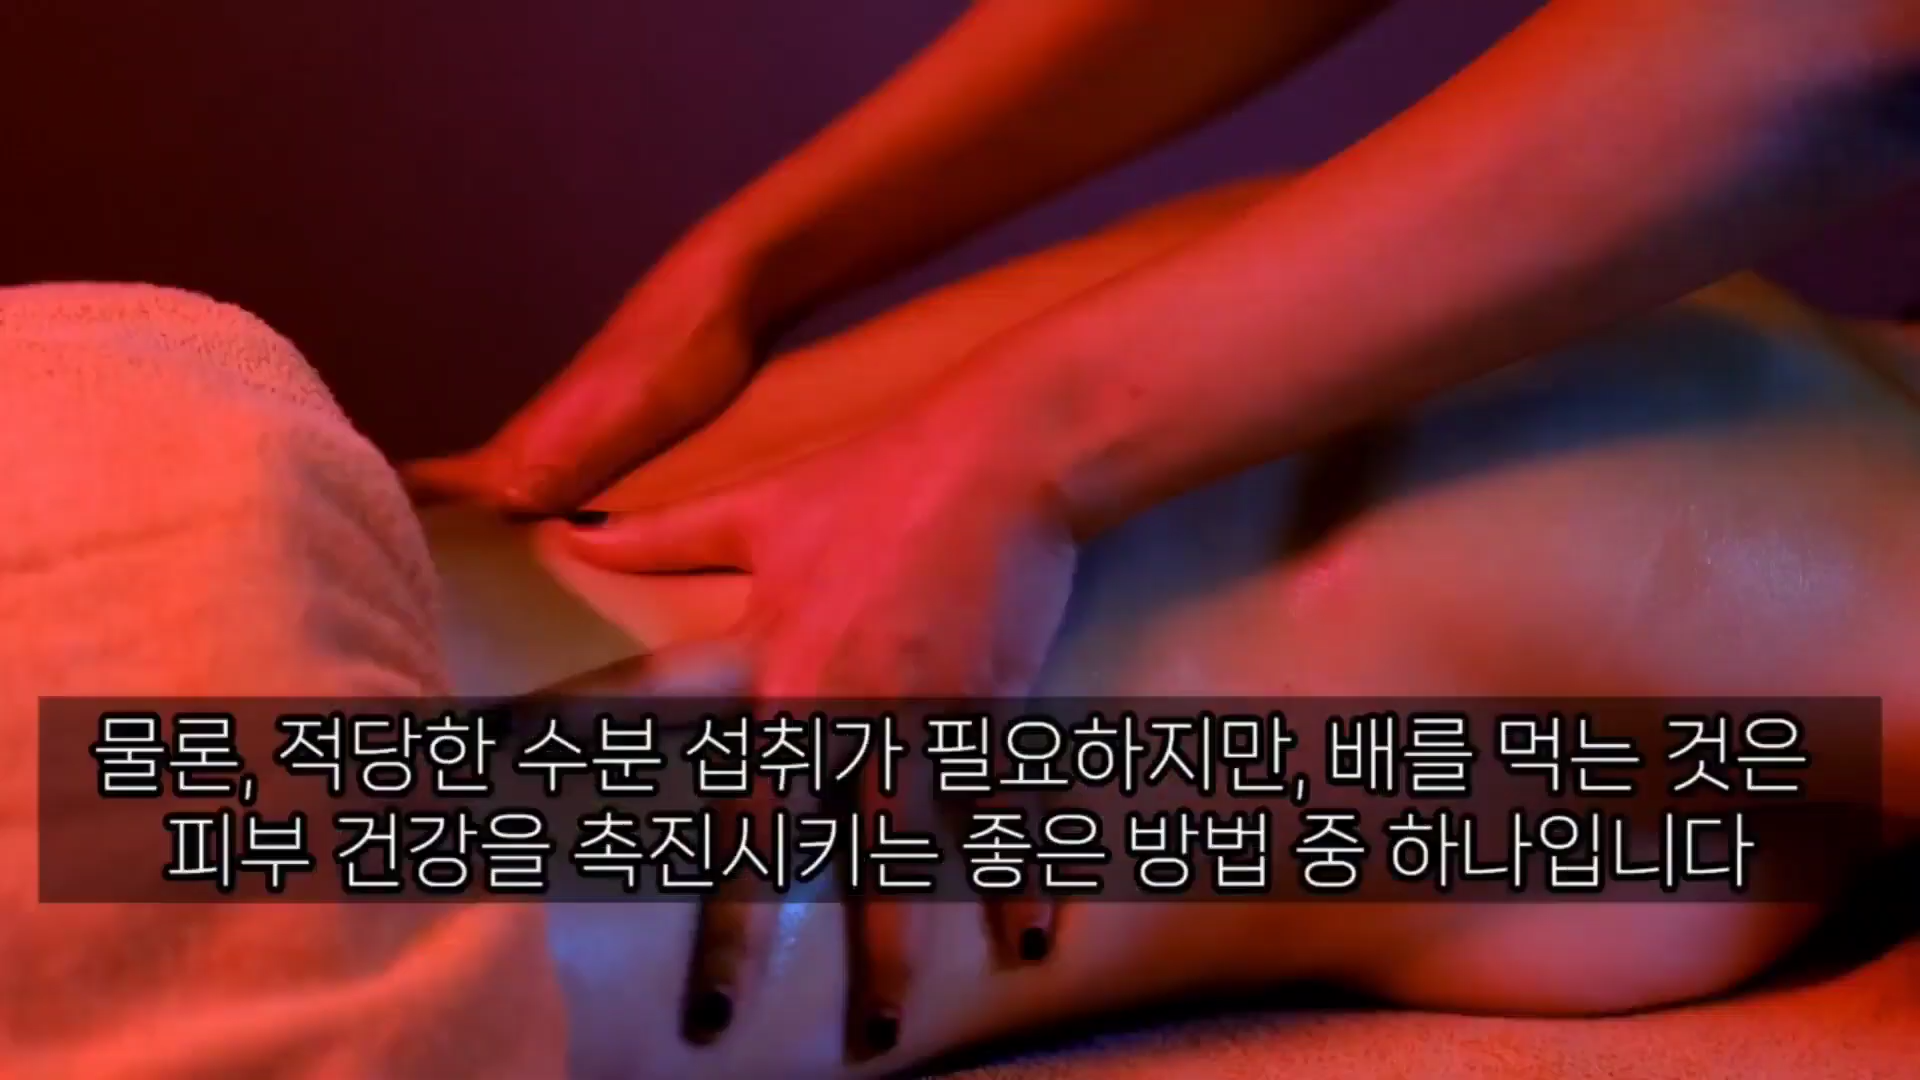 물론, 적당한 수분 섭취가 필요하지만, 배를 먹는 것은
피부 건강을 촉진시키는 좋은 방법 중 하나입니다